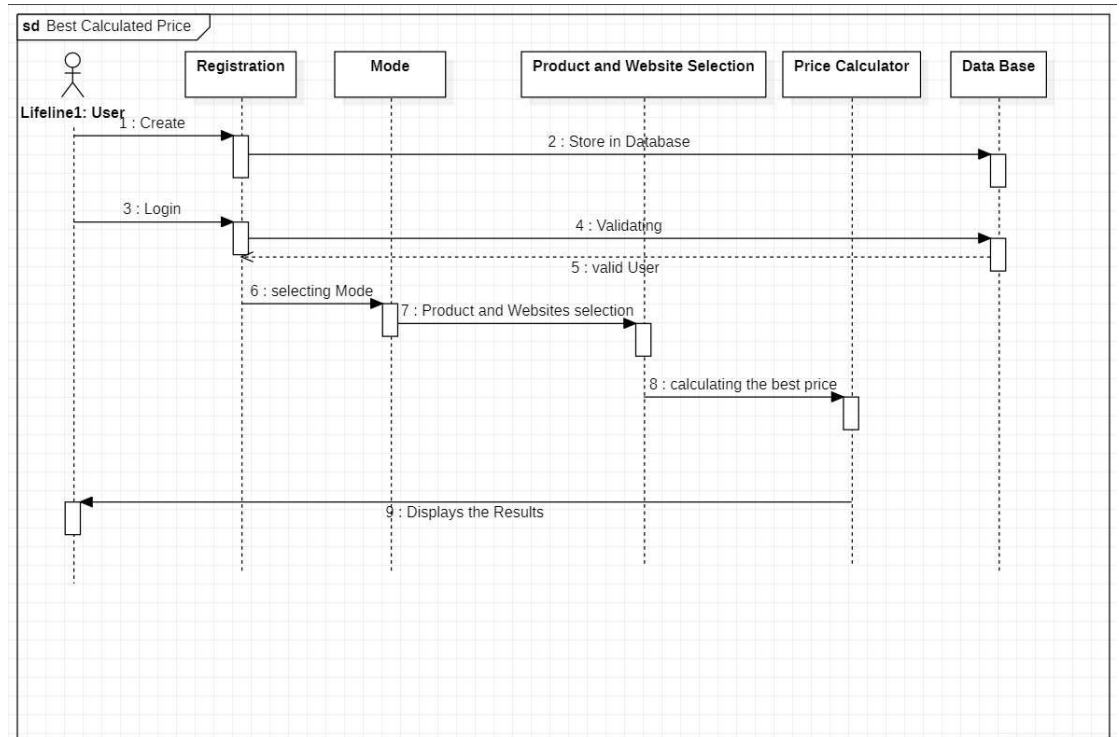 sd Best Calculated Price
Registration
Mode
Product and Website Selection
Price Calculator
Data Base
Lifeline1: User
1 : Create
2 : Store in Database
3 : Login
4 : Validating
5 : valid User
6 : selecting Mode
7 : Product and Websites selection
8 : calculating the best price
9 : Displays the Results